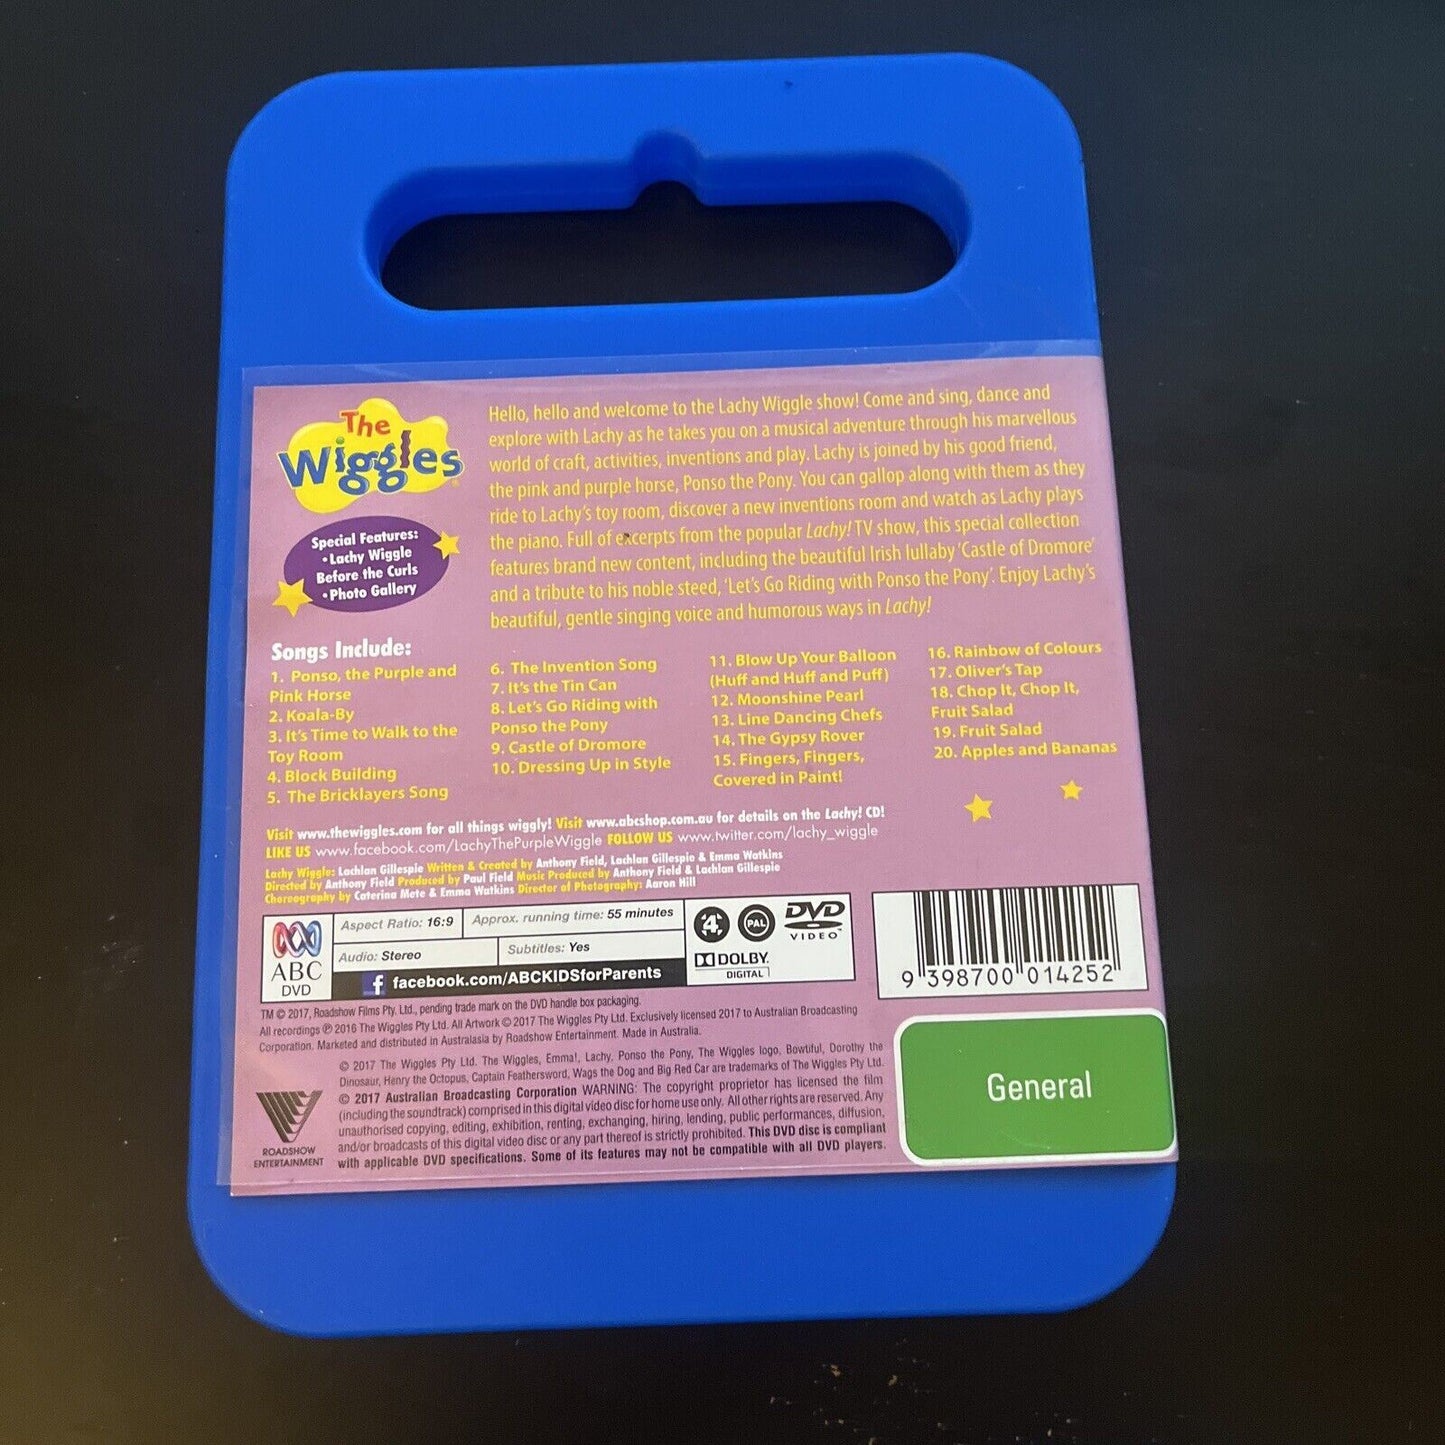 The
Wiggles
Special Features:
• Lachy Wiggle
Before the Curls
• Photo Gallery
Hello, hello and welcome to the Lachy Wiggle show! Come and sing, dance and
explore with Lachy as he takes you on a musical adventure through his marvellous
world of craft, activities, inventions and play. Lachy is joined by his good friend,
the pink and purple horse, Ponso the Pony. You can gallop along with them as they
ride to Lachy's toy room, discover a new inventions room and watch as Lachy plays
the piano. Full of excerpts from the popular Lachy! TV show, this special collection
features brand new content, including the beautiful Irish lullaby 'Castle of Dromore'
and a tribute to his noble steed, 'Let's Go Riding with Ponso the Pony'. Enjoy Lachy's
beautiful, gentle singing voice and humorous ways in Lachy!
Songs Include:
1. Ponso, the Purple and
Pink Horse
2. Koala-By
3. It's Time to Walk to the
Toy Room
4. Block Building
5. The Bricklayers Song
6. The Invention Song
7. It's the Tin Can
8. Let's Go Riding with
Ponso the Pony
9. Castle of Dromore
10. Dressing Up in Style
11. Blow Up Your Balloon
(Huff and Huff and Puff)
12. Moonshine Pearl
13. Line Dancing Chefs
14. The Gypsy Rover
15. Fingers, Fingers,
Covered in Paint!
16. Rainbow of Colours
17. Oliver's Tap
18. Chop It, Chop It,
Fruit Salad
19. Fruit Salad
20. Apples and Bananas
Visit www.thewiggles.com for all things wiggly! Visit www.abcshop.com.au for details on the Lachy! CD!
LIKE US www.facebook.com/LachyThePurpleWiggle FOLLOW US www.twitter.com/lachy_wiggle
Lachy Wiggle: Lachlan Gillespie Written & Created by Anthony Field, Lachlan Gillespie & Emma Watkins
Directed by Anthony Field Produced by Paul Field Music Produced by Anthony Field & Lachlan Gillespie
Choreography by Caterina Mete & Emma Watkins Director of Photography: Aaron Hill
ABC
DVD
Aspect Ratio: 16:9
Approx. running time: 55 minutes
Audio: Stereo
Subtitles: Yes
f facebook.com/ABCKIDSforParents
4
PAL
DVD
VIDEO
DOLBY
DIGITAL
9 398700 014252
TM © 2017, Roadshow Films Pty. Ltd., pending trade mark on the DVD handle box packaging.
All recordings ℗ 2016 The Wiggles Pty Ltd. All Artwork © 2017 The Wiggles Pty Ltd. Exclusively licensed 2017 to Australian Broadcasting
Corporation. Marketed and distributed in Australasia by Roadshow Entertainment. Made in Australia.
© 2017 The Wiggles Pty Ltd. The Wiggles, Emma!, Lachy, Ponso the Pony, The Wiggles logo, Bowtiful, Dorothy the
Dinosaur, Henry the Octopus, Captain Feathersword, Wags the Dog and Big Red Car are trademarks of The Wiggles Pty Ltd.
© 2017 Australian Broadcasting Corporation WARNING: The copyright proprietor has licensed the film
(including the soundtrack) comprised in this digital video disc for home use only. All other rights are reserved. Any
unauthorised copying, editing, exhibition, renting, exchanging, hiring, lending, public performances, diffusion,
and/or broadcasts of this digital video disc or any part thereof is strictly prohibited. This DVD disc is compliant
with applicable DVD specifications. Some of its features may not be compatible with all DVD players.
ROADSHOW
ENTERTAINMENT
General